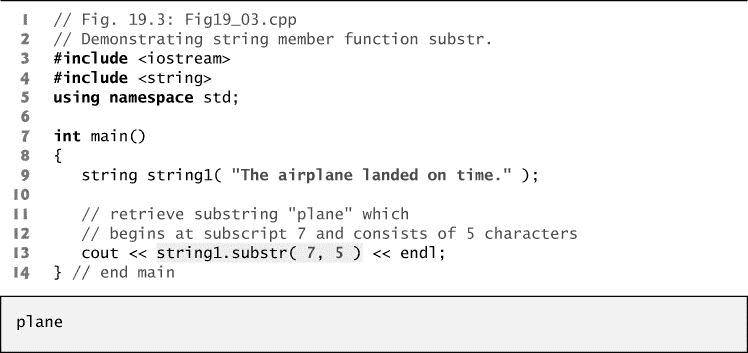 1 // Fig. 19.3: Fig19_03.cpp
2 // Demonstrating string member function substr.
3 #include <iostream>
4 #include <string>
5 using namespace std;
6
7 int main()
8 {
9 string string1( "The airplane landed on time." );
10
11 // retrieve substring "plane" which
12 // begins at subscript 7 and consists of 5 characters
13 cout << string1.substr( 7, 5 ) << endl;
14 } // end main
plane